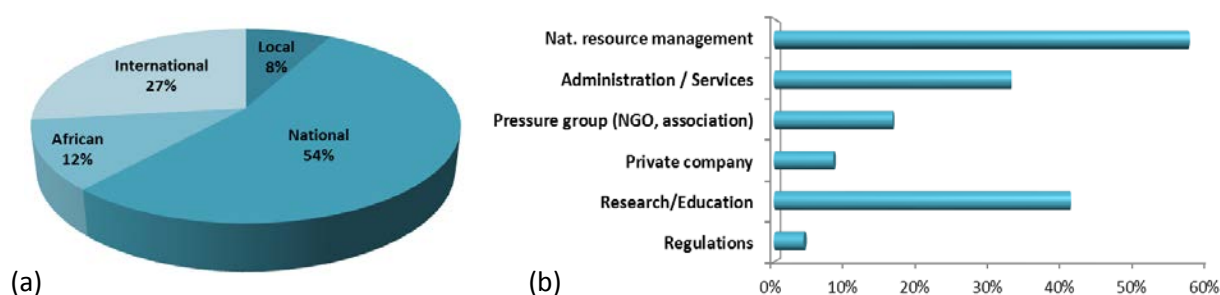 Local
8%
International
27%
African
12%
National
54%
(a)
Nat. resource management
Administration / Services
Pressure group (NGO, association)
Private company
Research/Education
Regulations
0% 10% 20% 30% 40% 50% 60%
(b)